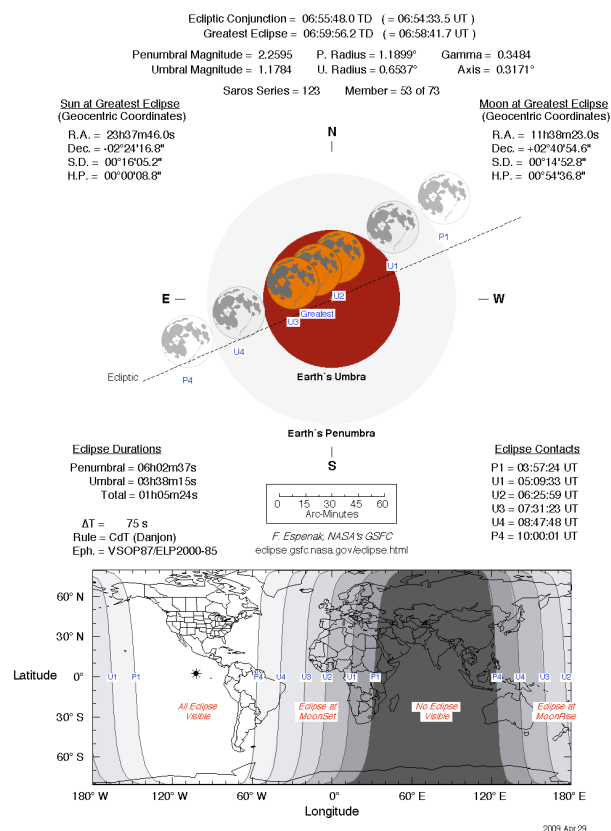 Ecliptic Conjunction = 06:55:48.0 TD ( = 06:54:33.5 UT )
Greatest Eclipse = 06:59:56.2 TD ( = 06:58:41.7 UT )
Penumbral Magnitude = 2.2595 P. Radius = 1.1899° Gamma = 0.3484
Umbral Magnitude = 1.1784 U. Radius = 0.6537° Axis = 0.3171°
Saros Series = 123 Member = 53 of 73
Sun at Greatest Eclipse
(Geocentric Coordinates)
R.A. = 23h37m46.0s
Dec. = -02°24'16.8"
S.D. = 00°16'05.2"
H.P. = 00°00'08.8"
Moon at Greatest Eclipse
(Geocentric Coordinates)
R.A. = 11h38m23.0s
Dec. = +02°40'54.6"
S.D. = 00°14'52.8"
H.P. = 00°54'36.8"
N
P1
U1
U2
E
W
U3
Greatest
U4
P4
Ecliptic
Earth´s Umbra
Earth´s Penumbra
S
Eclipse Durations
Penumbral = 06h02m37s
Umbral = 03h38m15s
Total = 01h05m24s
ΔT = 75 s
Rule = CdT (Danjon)
Eph. = VSOP87/ELP2000-85
0 15 30 45 60
Arc-Minutes
F. Espenak, NASA's GSFC
eclipse.gsfc.nasa.gov/eclipse.html
Eclipse Contacts
P1 = 03:57:24 UT
U1 = 05:09:33 UT
U2 = 06:25:59 UT
U3 = 07:31:23 UT
U4 = 08:47:48 UT
P4 = 10:00:01 UT
60° N
30° N
Latitude 0°
30° S
60° S
U1 P1 P4 U4 U3 U2 U1 P1 P4 U4 U3 U2
All Eclipse
Visible
Eclipse at
MoonSet
No Eclipse
Visible
Eclipse at
MoonRise
180° W 120° W 60° W 0° 60° E 120° E 180° E
Longitude
2009 Apr 29